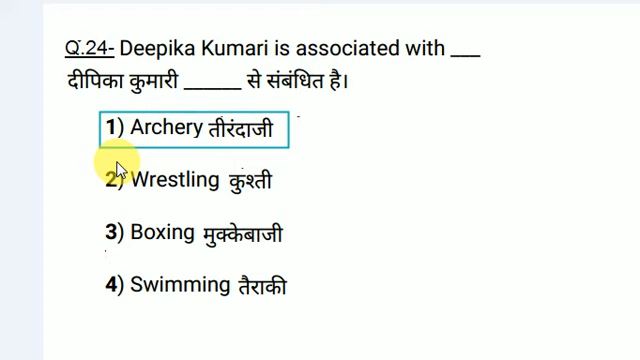 Q.24- Deepika Kumari is associated with ___
दीपिका कुमारी ______ से संबंधित है।
1) Archery तीरंदाजी
2) Wrestling कुश्ती
3) Boxing मुक्केबाजी
4) Swimming तैराकी